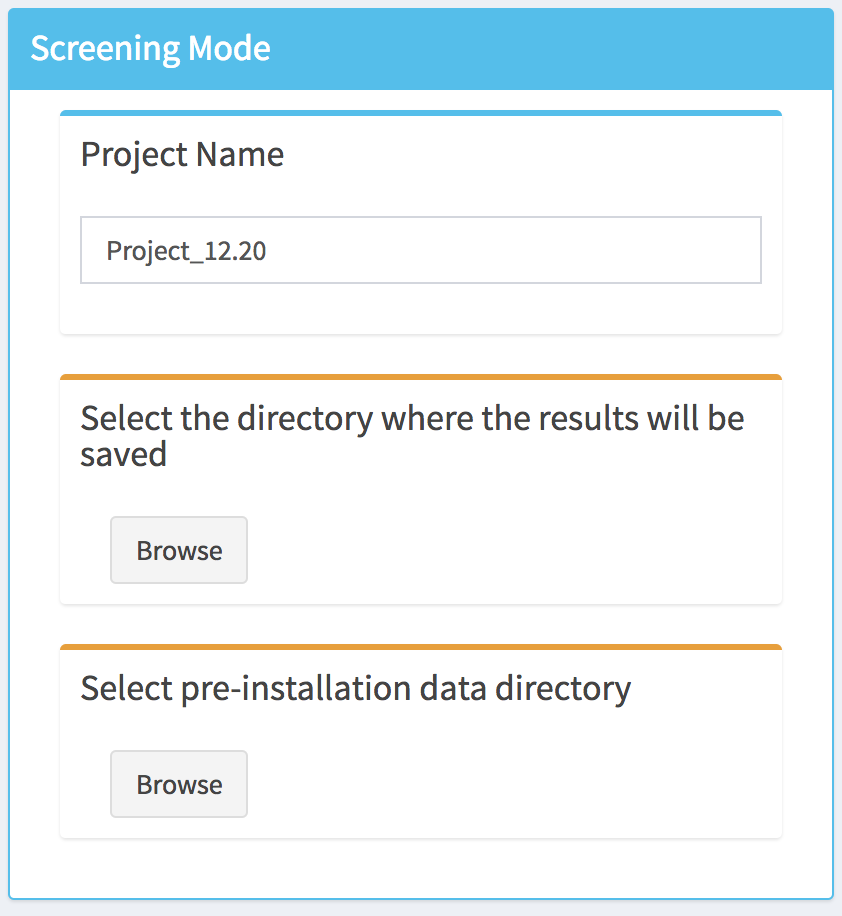 Screening Mode
Project Name
Project_12.20
Select the directory where the results will be
saved
Browse
Select pre-installation data directory
Browse